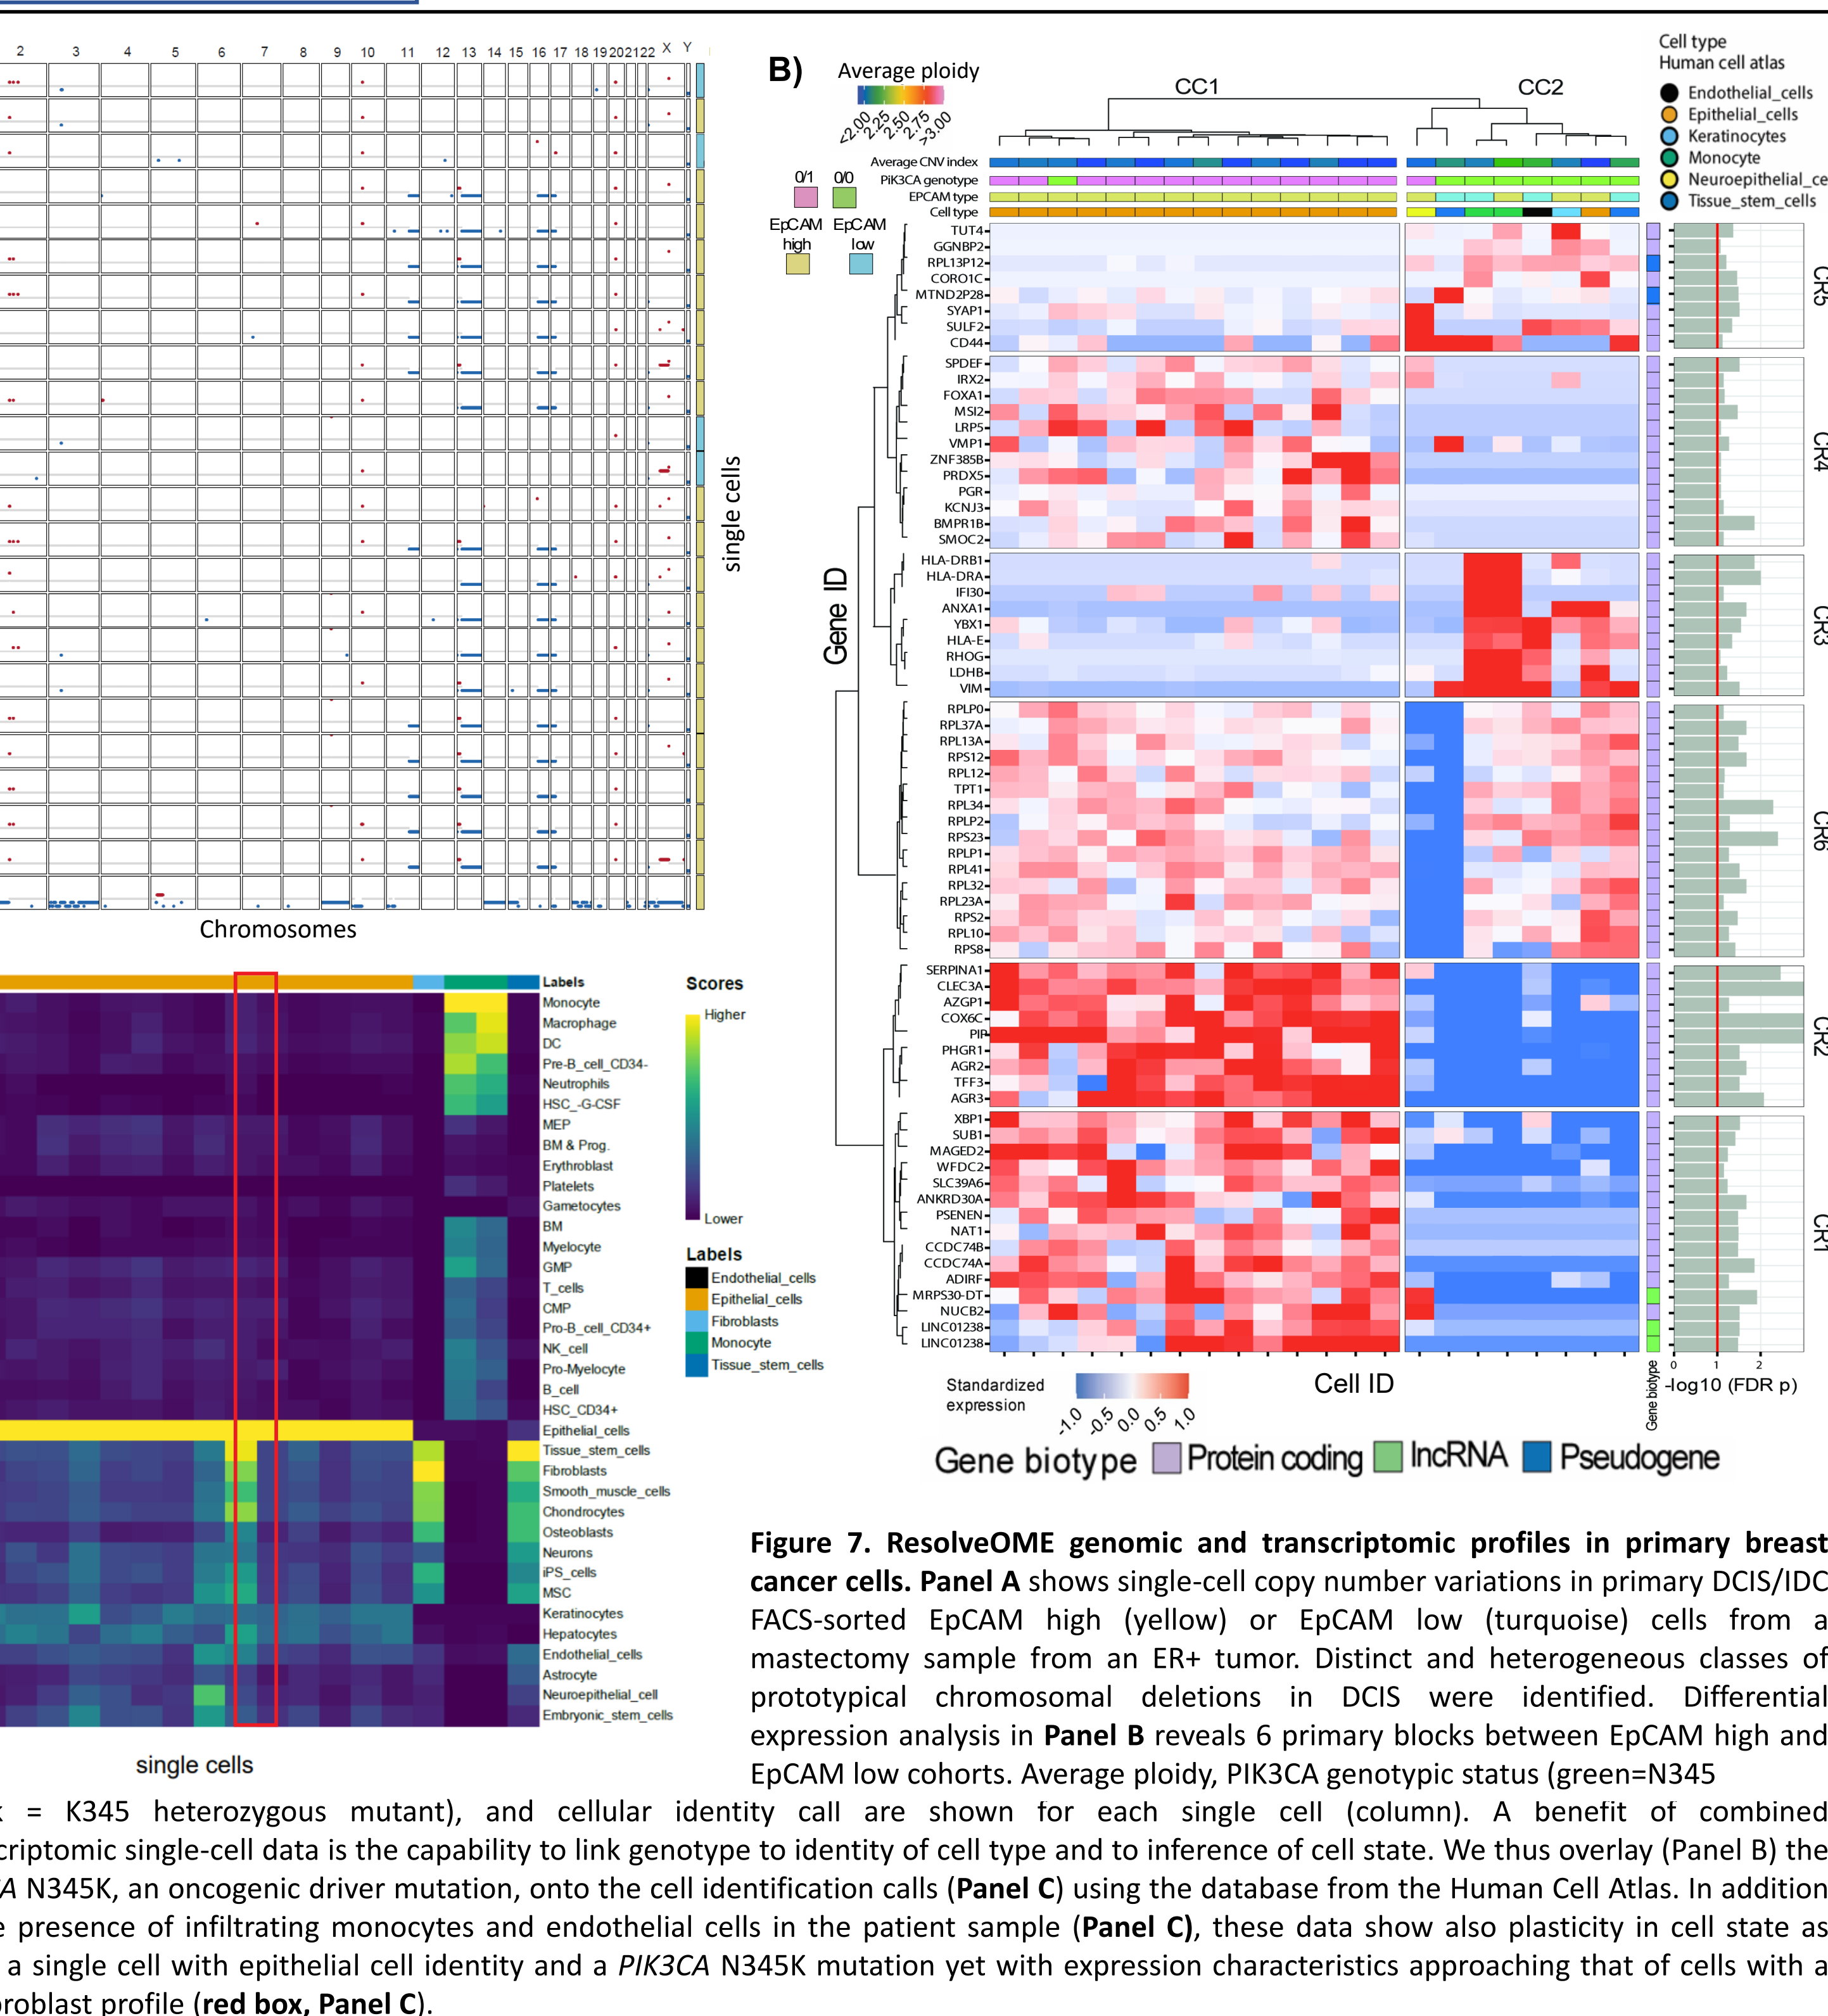 2 3 4 5 6 7 8 9 10 11 12 13 14 15 16 17 18 19 20 21 22 X Y
single cells
Chromosomes
B)
Average ploidy
<2.00 2.25 2.50 2.75 >3.00
CC1 CC2
Average CNV index
PiK3CA genotype
EPCAM type
Cell type
0/1 0/0
EpCAM high
EpCAM low
Cell type
Human cell atlas
Endothelial_cells
Epithelial_cells
Keratinocytes
Monocyte
Neuroepithelial_ce
Tissue_stem_cells
Gene ID
TUT4
GGNBP2
RPL13P12
CORO1C
MTND2P28
SYAP1
SULF2
CD44
CR5
SPDEF
IRX2
FOXA1
MSI2
LRP5
VMP1
ZNF385B
PRDX5
PGR
KCNJ3
BMPR1B
SMOC2
CR4
HLA-DRB1
HLA-DRA
IFI30
ANXA1
YBX1
HLA-E
RHOG
LDHB
VIM
CR3
RPLP0
RPL37A
RPL13A
RPS12
RPL12
TPT1
RPL34
RPLP2
RPS23
RPLP1
RPL41
RPL32
RPL23A
RPS2
RPL10
RPS8
CR6
SERPINA1
CLEC3A
AZGP1
COX6C
PIP
PHGR1
AGR2
TFF3
AGR3
CR2
XBP1
SUB1
MAGED2
WFDC2
SLC39A6
ANKRD30A
PSENEN
NAT1
CCDC74B
CCDC74A
ADIRF
MRPS30-DT
NUCB2
LINC01238
LINC01238
CR1
0 1 2
-log10 (FDR p)
Gene biotype
Cell ID
Standardized expression
-1.0 -0.5 0.0 0.5 1.0
Gene biotype Protein coding lncRNA Pseudogene
Labels
Monocyte
Macrophage
DC
Pre-B_cell_CD34-
Neutrophils
HSC_-G-CSF
MEP
BM & Prog.
Erythroblast
Platelets
Gametocytes
BM
Myelocyte
GMP
T_cells
CMP
Pro-B_cell_CD34+
NK_cell
Pro-Myelocyte
B_cell
HSC_CD34+
Epithelial_cells
Tissue_stem_cells
Fibroblasts
Smooth_muscle_cells
Chondrocytes
Osteoblasts
Neurons
iPS_cells
MSC
Keratinocytes
Hepatocytes
Endothelial_cells
Astrocyte
Neuroepithelial_cell
Embryonic_stem_cells
Scores
Higher
Lower
Labels
Endothelial_cells
Epithelial_cells
Fibroblasts
Monocyte
Tissue_stem_cells
single cells
Figure 7. ResolveOME genomic and transcriptomic profiles in primary breast
cancer cells. Panel A shows single-cell copy number variations in primary DCIS/IDC
FACS-sorted EpCAM high (yellow) or EpCAM low (turquoise) cells from a
mastectomy sample from an ER+ tumor. Distinct and heterogeneous classes of
prototypical chromosomal deletions in DCIS were identified. Differential
expression analysis in Panel B reveals 6 primary blocks between EpCAM high and
EpCAM low cohorts. Average ploidy, PIK3CA genotypic status (green=N345
= K345 heterozygous mutant), and cellular identity call are shown for each single cell (column). A benefit of combined
criptomic single-cell data is the capability to link genotype to identity of cell type and to inference of cell state. We thus overlay (Panel B) the
A N345K, an oncogenic driver mutation, onto the cell identification calls (Panel C) using the database from the Human Cell Atlas. In addition
presence of infiltrating monocytes and endothelial cells in the patient sample (Panel C), these data show also plasticity in cell state as
a single cell with epithelial cell identity and a PIK3CA N345K mutation yet with expression characteristics approaching that of cells with a
roblast profile (red box, Panel C).